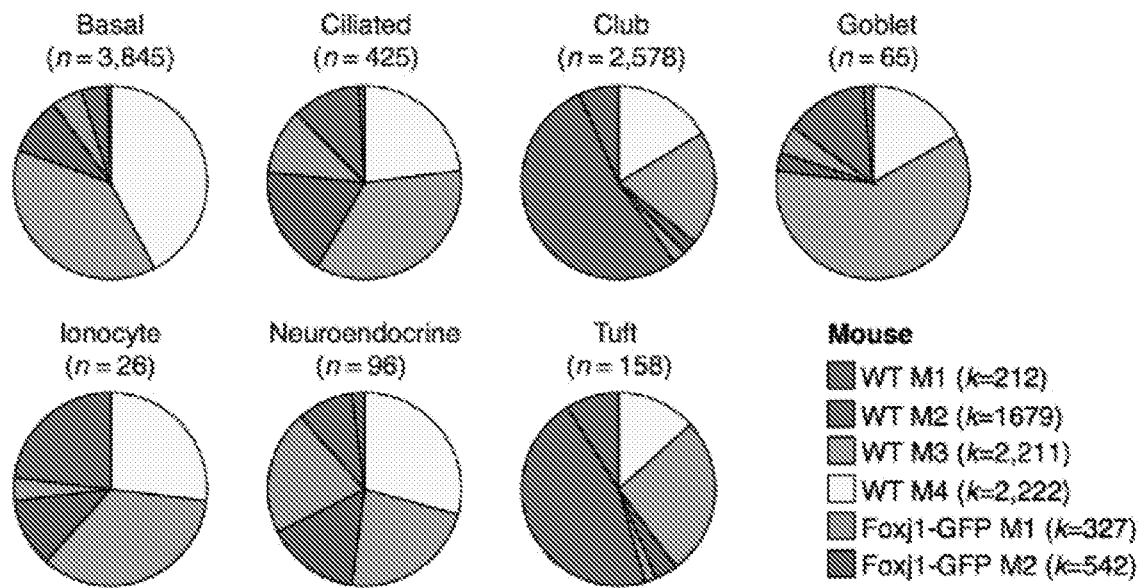 Basal
(n = 3,845)
Ciliated
(n = 425)
Club
(n = 2,578)
Goblet
(n = 65)
Ionocyte
(n = 26)
Neuroendocrine
(n = 96)
Tuft
(n = 158)
Mouse
WT M1 (k=212)
WT M2 (k=1679)
WT M3 (k=2,211)
WT M4 (k=2,222)
Foxj1-GFP M1 (k=327)
Foxj1-GFP M2 (k=542)